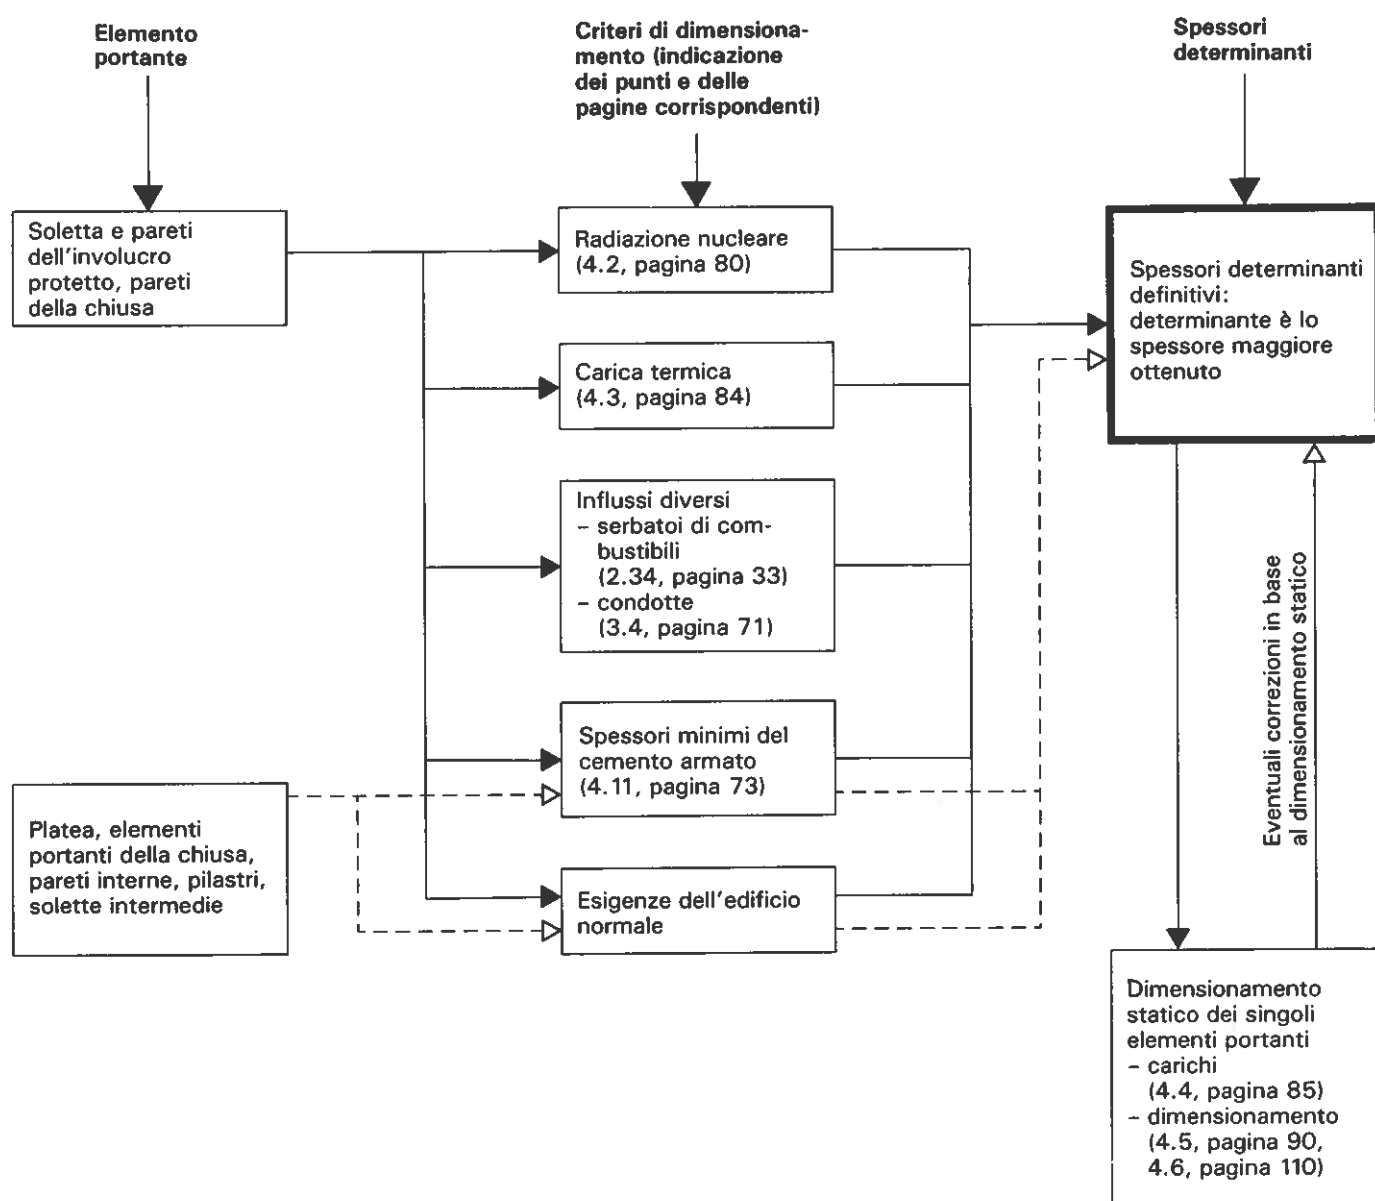 Elemento
portante
Criteri di dimensiona-
mento (indicazione
dei punti e delle
pagine corrispondenti)
Spessori
determinanti
Soletta e pareti
dell'involucro
protetto, pareti
della chiusa
Radiazione nucleare
(4.2, pagina 80)
Carica termica
(4.3, pagina 84)
Influssi diversi
– serbatoi di com-
bustibili
(2.34, pagina 33)
– condotte
(3.4, pagina 71)
Spessori minimi del
cemento armato
(4.11, pagina 73)
Esigenze dell'edificio
normale
Platea, elementi
portanti della chiusa,
pareti interne, pilastri,
solette intermedie
Spessori determinanti
definitivi:
determinante è lo
spessore maggiore
ottenuto
Eventuali correzioni in base
al dimensionamento statico
Dimensionamento
statico dei singoli
elementi portanti
– carichi
(4.4, pagina 85)
– dimensionamento
(4.5, pagina 90,
4.6, pagina 110)